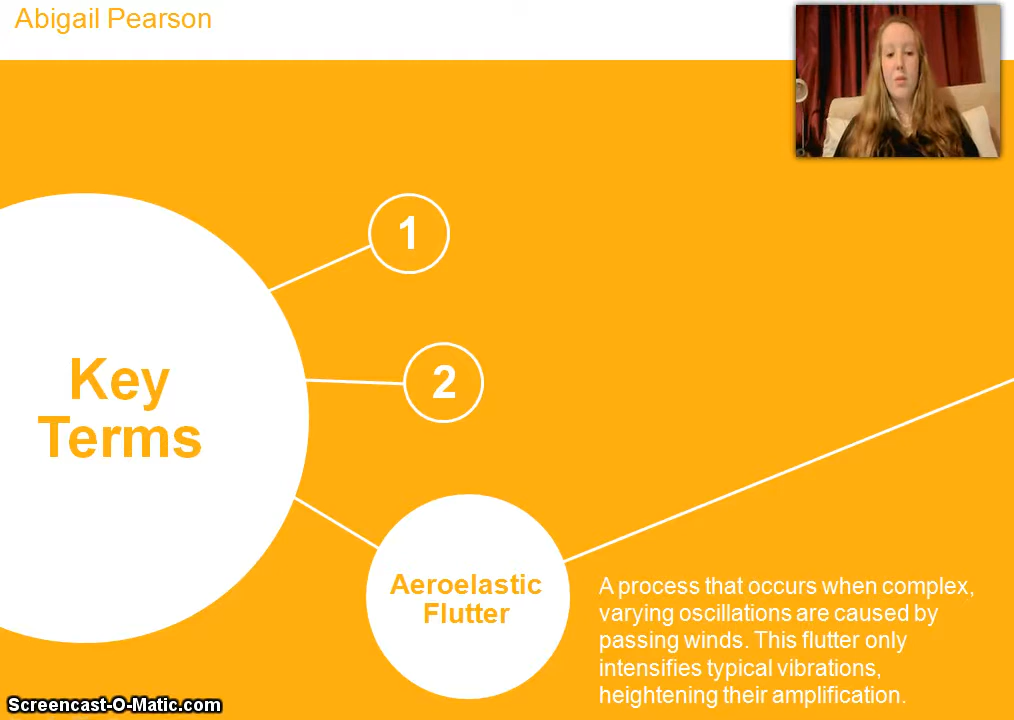 Abigail Pearson
1
2
Key
Terms
Aeroelastic
Flutter
A process that occurs when complex,
varying oscillations are caused by
passing winds. This flutter only
intensifies typical vibrations,
heightening their amplification.
Screencast-O-Matic.com